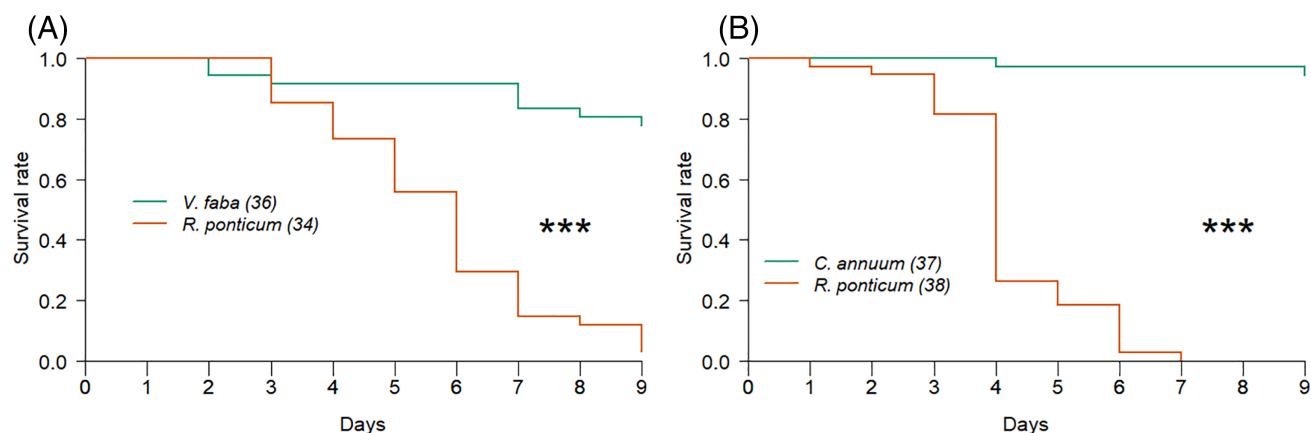 (A)
1.0
0.8
0.6
0.4
0.2
0.0
Survival rate
V. faba (36)
R. ponticum (34)
***
0 1 2 3 4 5 6 7 8 9
Days
(B)
1.0
0.8
0.6
0.4
0.2
0.0
Survival rate
C. annuum (37)
R. ponticum (38)
***
0 1 2 3 4 5 6 7 8 9
Days